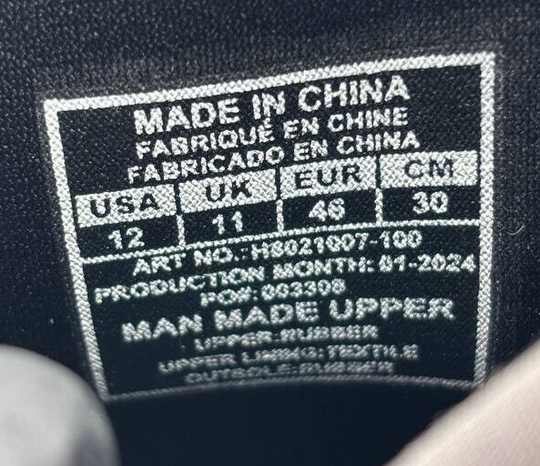 MADE IN CHINA
FABRIQUÉ EN CHINE
FABRICADO EN CHINA
USA UK EUR CM
12 11 46 30
ART NO.:H8021007-100
PRODUCTION MONTH: 01-2024
PO#:003308
MAN MADE UPPER
UPPER:RUBBER
UPPER LINING:TEXTILE
OUTSOLE:RUBBER